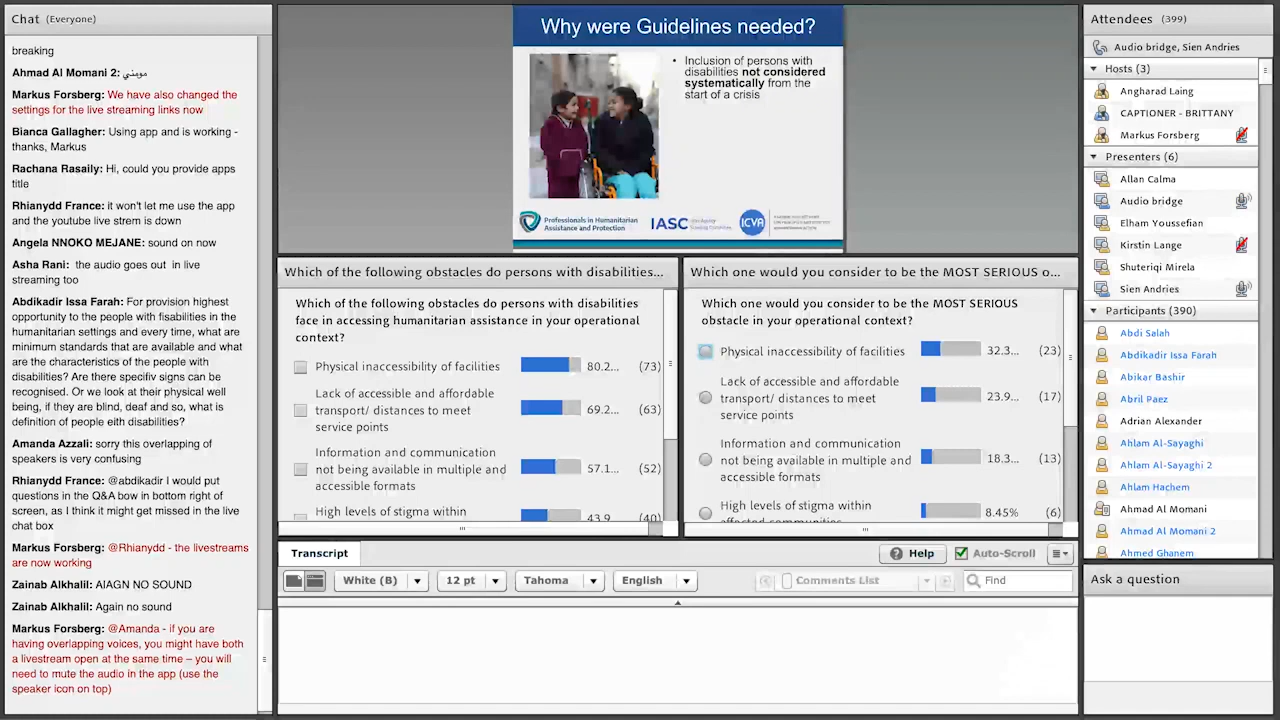 Chat (Everyone)
breaking
Ahmad Al Momani 2: مومني
Markus Forsberg: We have also changed the
settings for the live streaming links now
Bianca Gallagher: Using app and is working -
thanks, Markus
Rachana Rasaily: Hi, could you provide apps
title
Rhianydd France: it won't let me use the app
and the youtube live strem is down
Angela NNOKO MEJANE: sound on now
Asha Rani: the audio goes out in live
streaming too
Abdikadir Issa Farah: For provision highest
opportunity to the people with fisabilities in the
humanitarian settings and every time, what are
minimum standards that are available and what
are the characteristics of the people with
disabilities? Are there specifiv signs can be
recognised. Or we look at their physical well
being, if they are blind, deaf and so, what is
definition of people eith disabilities?
Amanda Azzali: sorry this overlapping of
speakers is very confusing
Rhianydd France: @abdikadir I would put
questions in the Q&A bow in bottom right of
screen, as I think it might get missed in the live
chat box
Markus Forsberg: @Rhianydd - the livestreams
are now working
Zainab Alkhalil: AIAGN NO SOUND
Zainab Alkhalil: Again no sound
Markus Forsberg: @Amanda - if you are
having overlapping voices, you might have both
a livestream open at the same time – you will
need to mute the audio in the app (use the
speaker icon on top)
Why were Guidelines needed?
• Inclusion of persons with
disabilities not considered
systematically from the
start of a crisis
Professionals in Humanitarian
Assistance and Protection
IASC
ICVA
Which of the following obstacles do persons with disabilities...
Which of the following obstacles do persons with disabilities
face in accessing humanitarian assistance in your operational
context?
Physical inaccessibility of facilities 80.2... (73)
Lack of accessible and affordable
transport/ distances to meet 69.2... (63)
service points
Information and communication
not being available in multiple and 57.1... (52)
accessible formats
High levels of stigma within 43.9... (40)
Which one would you consider to be the MOST SERIOUS o...
Which one would you consider to be the MOST SERIOUS
obstacle in your operational context?
Physical inaccessibility of facilities 32.3... (23)
Lack of accessible and affordable
transport/ distances to meet 23.9... (17)
service points
Information and communication
not being available in multiple and 18.3... (13)
accessible formats
High levels of stigma within 8.45% (6)
affected communities
Transcript
Help
Auto-Scroll
White (B) 12 pt Tahoma English Comments List Find
Attendees (399)
Audio bridge, Sien Andries
Hosts (3)
Angharad Laing
CAPTIONER - BRITTANY
Markus Forsberg
Presenters (6)
Allan Calma
Audio bridge
Elham Youssefian
Kirstin Lange
Shuteriqi Mirela
Sien Andries
Participants (390)
Abdi Salah
Abdikadir Issa Farah
Abikar Bashir
Abril Paez
Adrian Alexander
Ahlam Al-Sayaghi
Ahlam Al-Sayaghi 2
Ahlam Hachem
Ahmad Al Momani
Ahmad Al Momani 2
Ahmed Ghanem
Ask a question